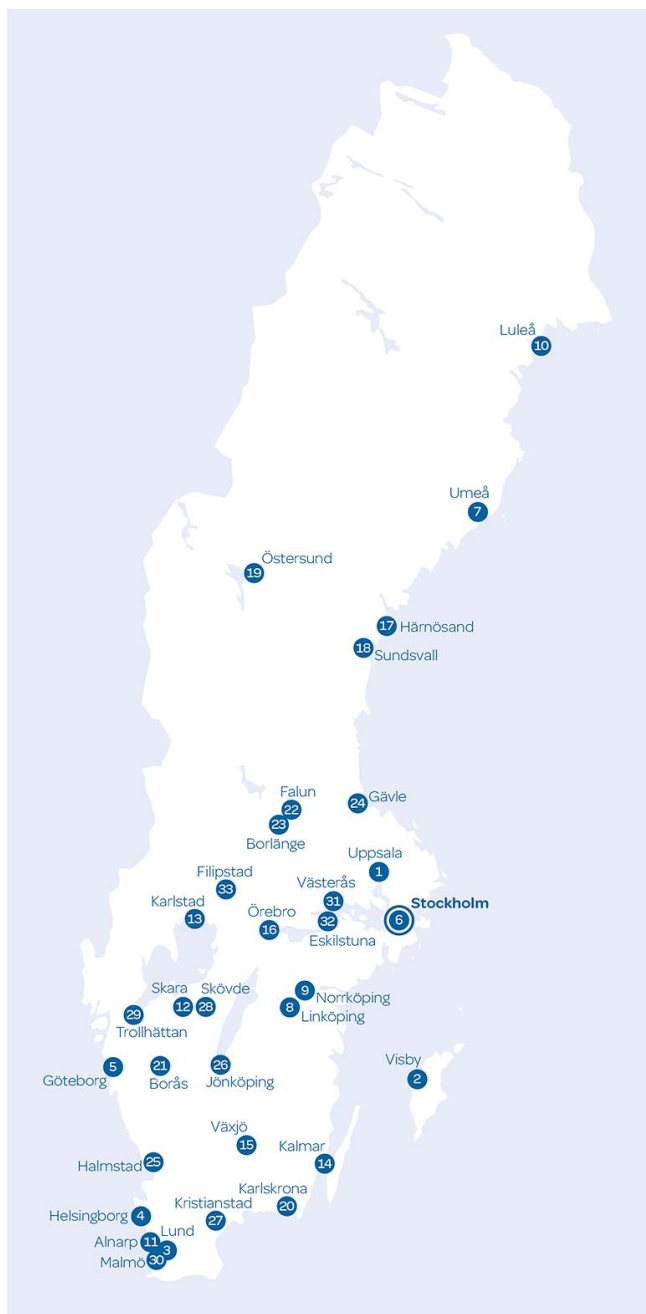 Luleå
10
Umeå
7
Östersund
19
17 Härnösand
18
Sundsvall
Falun
22
24 Gävle
23
Borlänge
Uppsala
1
Filipstad
33
Västerås
31
Karlstad
13
Örebro
16
32
Eskilstuna
Stockholm
6
Skara
12
Skövde
28
9
Norrköping
8
Linköping
29
Trollhättan
5
Göteborg
21
Borås
26
Jönköping
Visby
2
Växjö
15
Kalmar
14
Halmstad 25
Karlskrona
20
Kristianstad
27
Helsingborg 4
Lund
3
Alnarp 11
Malmö 30